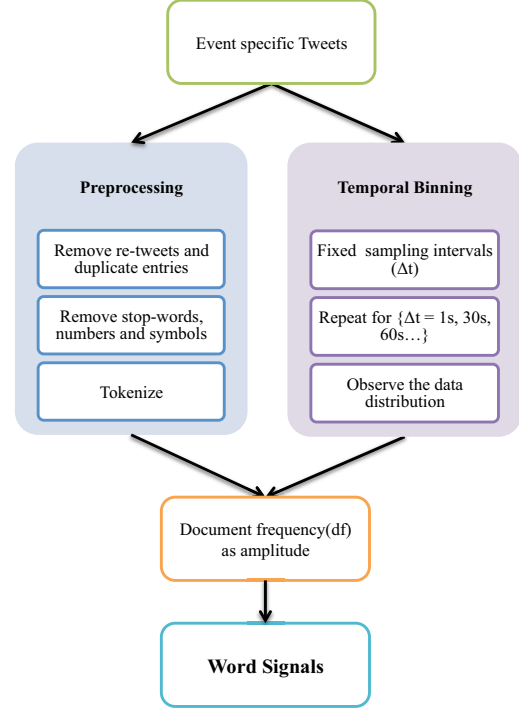 Event specific Tweets
Preprocessing
Remove re-tweets and
duplicate entries
Remove stop-words,
numbers and symbols
Tokenize
Temporal Binning
Fixed sampling intervals
(Δt)
Repeat for {Δt = 1s, 30s,
60s…}
Observe the data
distribution
Document frequency(df)
as amplitude
Word Signals